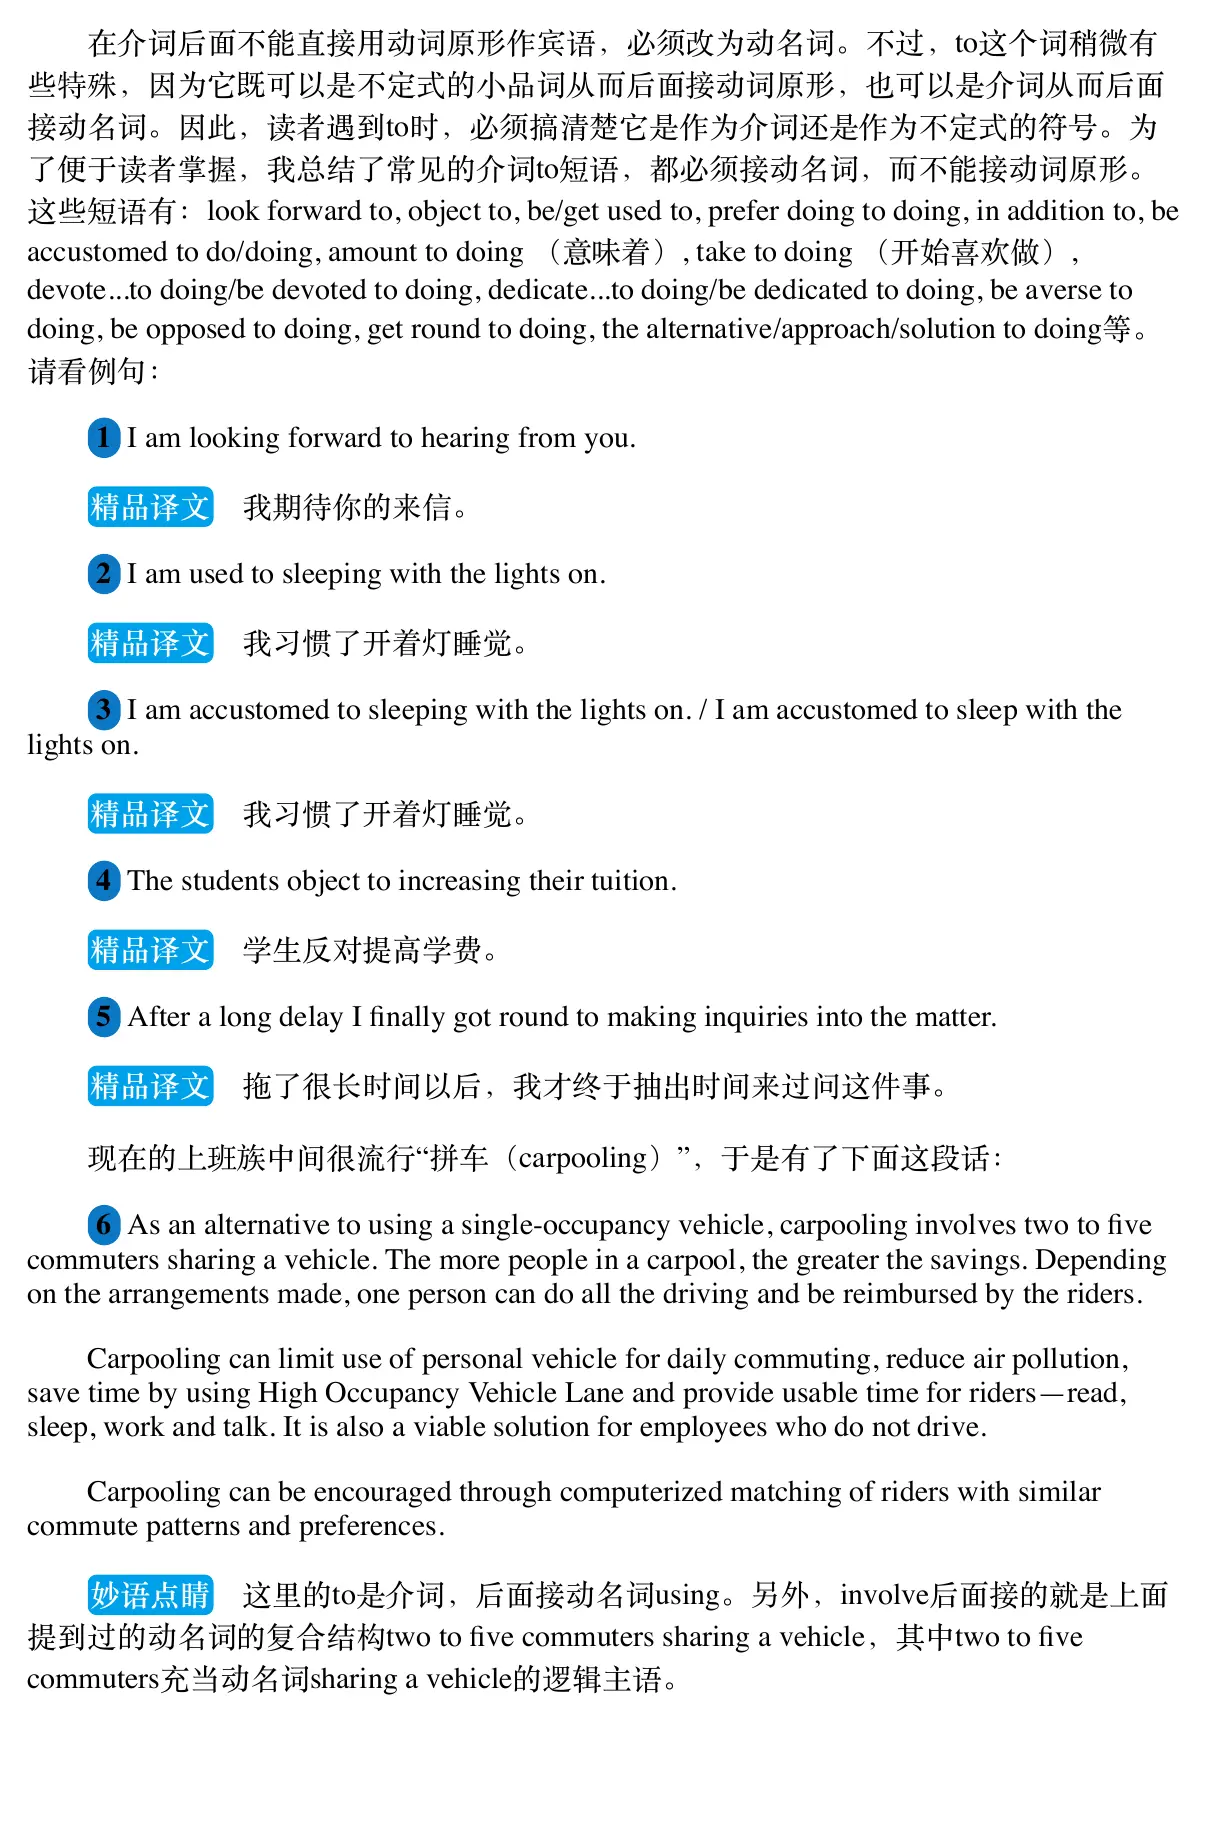 在介词后面不能直接用动词原形作宾语，必须改为动名词。不过，to这个词稍微有
些特殊，因为它既可以是不定式的小品词从而后面接动词原形，也可以是介词从而后面
接动名词。因此，读者遇到to时，必须搞清楚它是作为介词还是作为不定式的符号。为
了便于读者掌握，我总结了常见的介词to短语，都必须接动名词，而不能接动词原形。
这些短语有：look forward to, object to, be/get used to, prefer doing to doing, in addition to, be
accustomed to do/doing, amount to doing （意味着）, take to doing （开始喜欢做）,
devote...to doing/be devoted to doing, dedicate...to doing/be dedicated to doing, be averse to
doing, be opposed to doing, get round to doing, the alternative/approach/solution to doing等。
请看例句：
1 I am looking forward to hearing from you.
精品译文 我期待你的来信。
2 I am used to sleeping with the lights on.
精品译文 我习惯了开着灯睡觉。
3 I am accustomed to sleeping with the lights on. / I am accustomed to sleep with the
lights on.
精品译文 我习惯了开着灯睡觉。
4 The students object to increasing their tuition.
精品译文 学生反对提高学费。
5 After a long delay I finally got round to making inquiries into the matter.
精品译文 拖了很长时间以后，我才终于抽出时间来过问这件事。
现在的上班族中间很流行“拼车（carpooling）”，于是有了下面这段话：
6 As an alternative to using a single-occupancy vehicle, carpooling involves two to five
commuters sharing a vehicle. The more people in a carpool, the greater the savings. Depending
on the arrangements made, one person can do all the driving and be reimbursed by the riders.
Carpooling can limit use of personal vehicle for daily commuting, reduce air pollution,
save time by using High Occupancy Vehicle Lane and provide usable time for riders—read,
sleep, work and talk. It is also a viable solution for employees who do not drive.
Carpooling can be encouraged through computerized matching of riders with similar
commute patterns and preferences.
妙语点睛 这里的to是介词，后面接动名词using。另外，involve后面接的就是上面
提到过的动名词的复合结构two to five commuters sharing a vehicle，其中two to five
commuters充当动名词sharing a vehicle的逻辑主语。